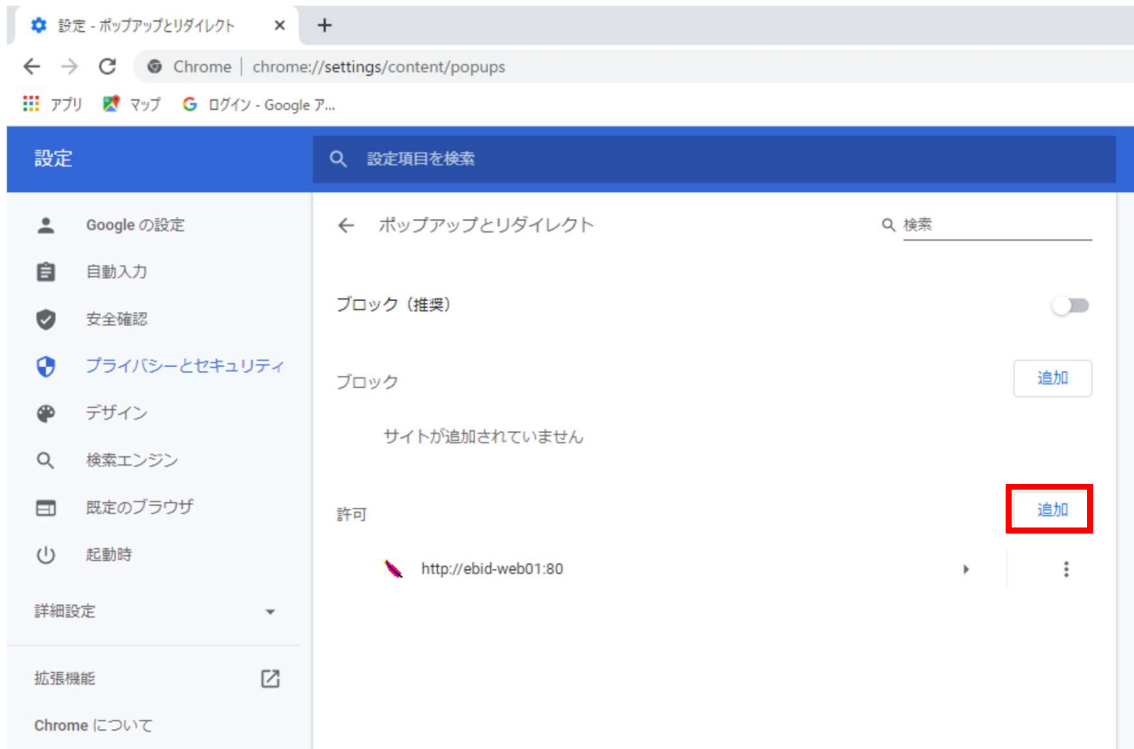 設定 - ポップアップとリダイレクト
Chrome | chrome://settings/content/popups
アプリ マップ ログイン - Google ア...
設定 設定項目を検索
Google の設定
自動入力
安全確認
プライバシーとセキュリティ
デザイン
検索エンジン
既定のブラウザ
起動時
詳細設定
拡張機能
Chrome について
ポップアップとリダイレクト 検索
ブロック（推奨）
ブロック 追加
サイトが追加されていません
許可 追加
http://ebid-web01:80